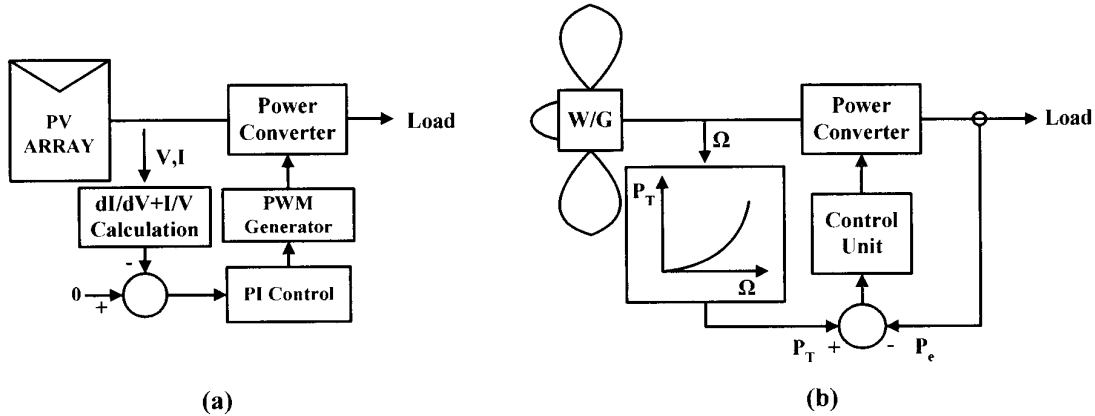 PV
ARRAY
Power
Converter
Load
V,I
dI/dV+I/V
Calculation
PWM
Generator
-
0
+
PI Control
(a)
W/G
Ω
Power
Converter
Load
P_T
Ω
Control
Unit
P_T
+
-
P_e
(b)